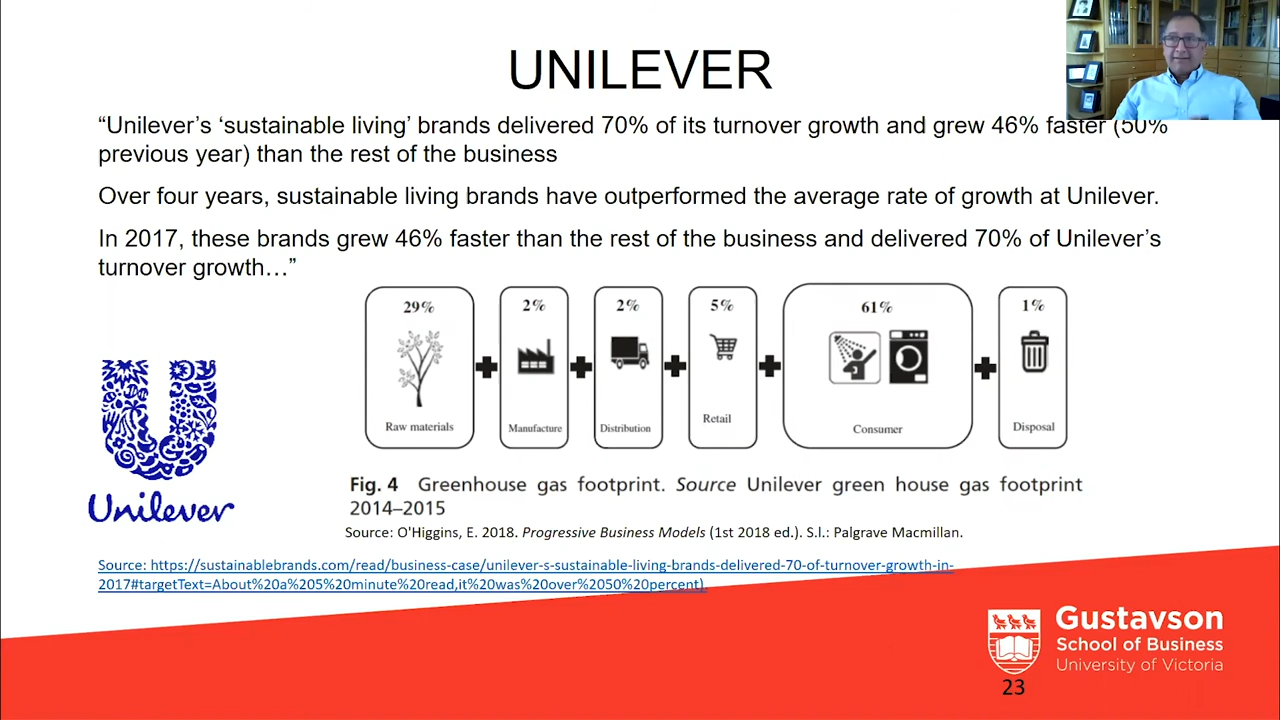 UNILEVER
“Unilever’s ‘sustainable living’ brands delivered 70% of its turnover growth and grew 46% faster (50%
previous year) than the rest of the business
Over four years, sustainable living brands have outperformed the average rate of growth at Unilever.
In 2017, these brands grew 46% faster than the rest of the business and delivered 70% of Unilever’s
turnover growth…”
29%
2%
2%
5%
61%
1%
Raw materials
Manufacture
Distribution
Retail
Consumer
Disposal
Unilever
Fig. 4 Greenhouse gas footprint. Source Unilever green house gas footprint
2014–2015
Source: O'Higgins, E. 2018. Progressive Business Models (1st 2018 ed.). S.l.: Palgrave Macmillan.
Source: https://sustainablebrands.com/read/business-case/unilever-s-sustainable-living-brands-delivered-70-of-turnover-growth-in-
2017#targetText=About%20a%205%20minute%20read,it%20was%20over%2050%20percent).
Gustavson
School of Business
University of Victoria
23